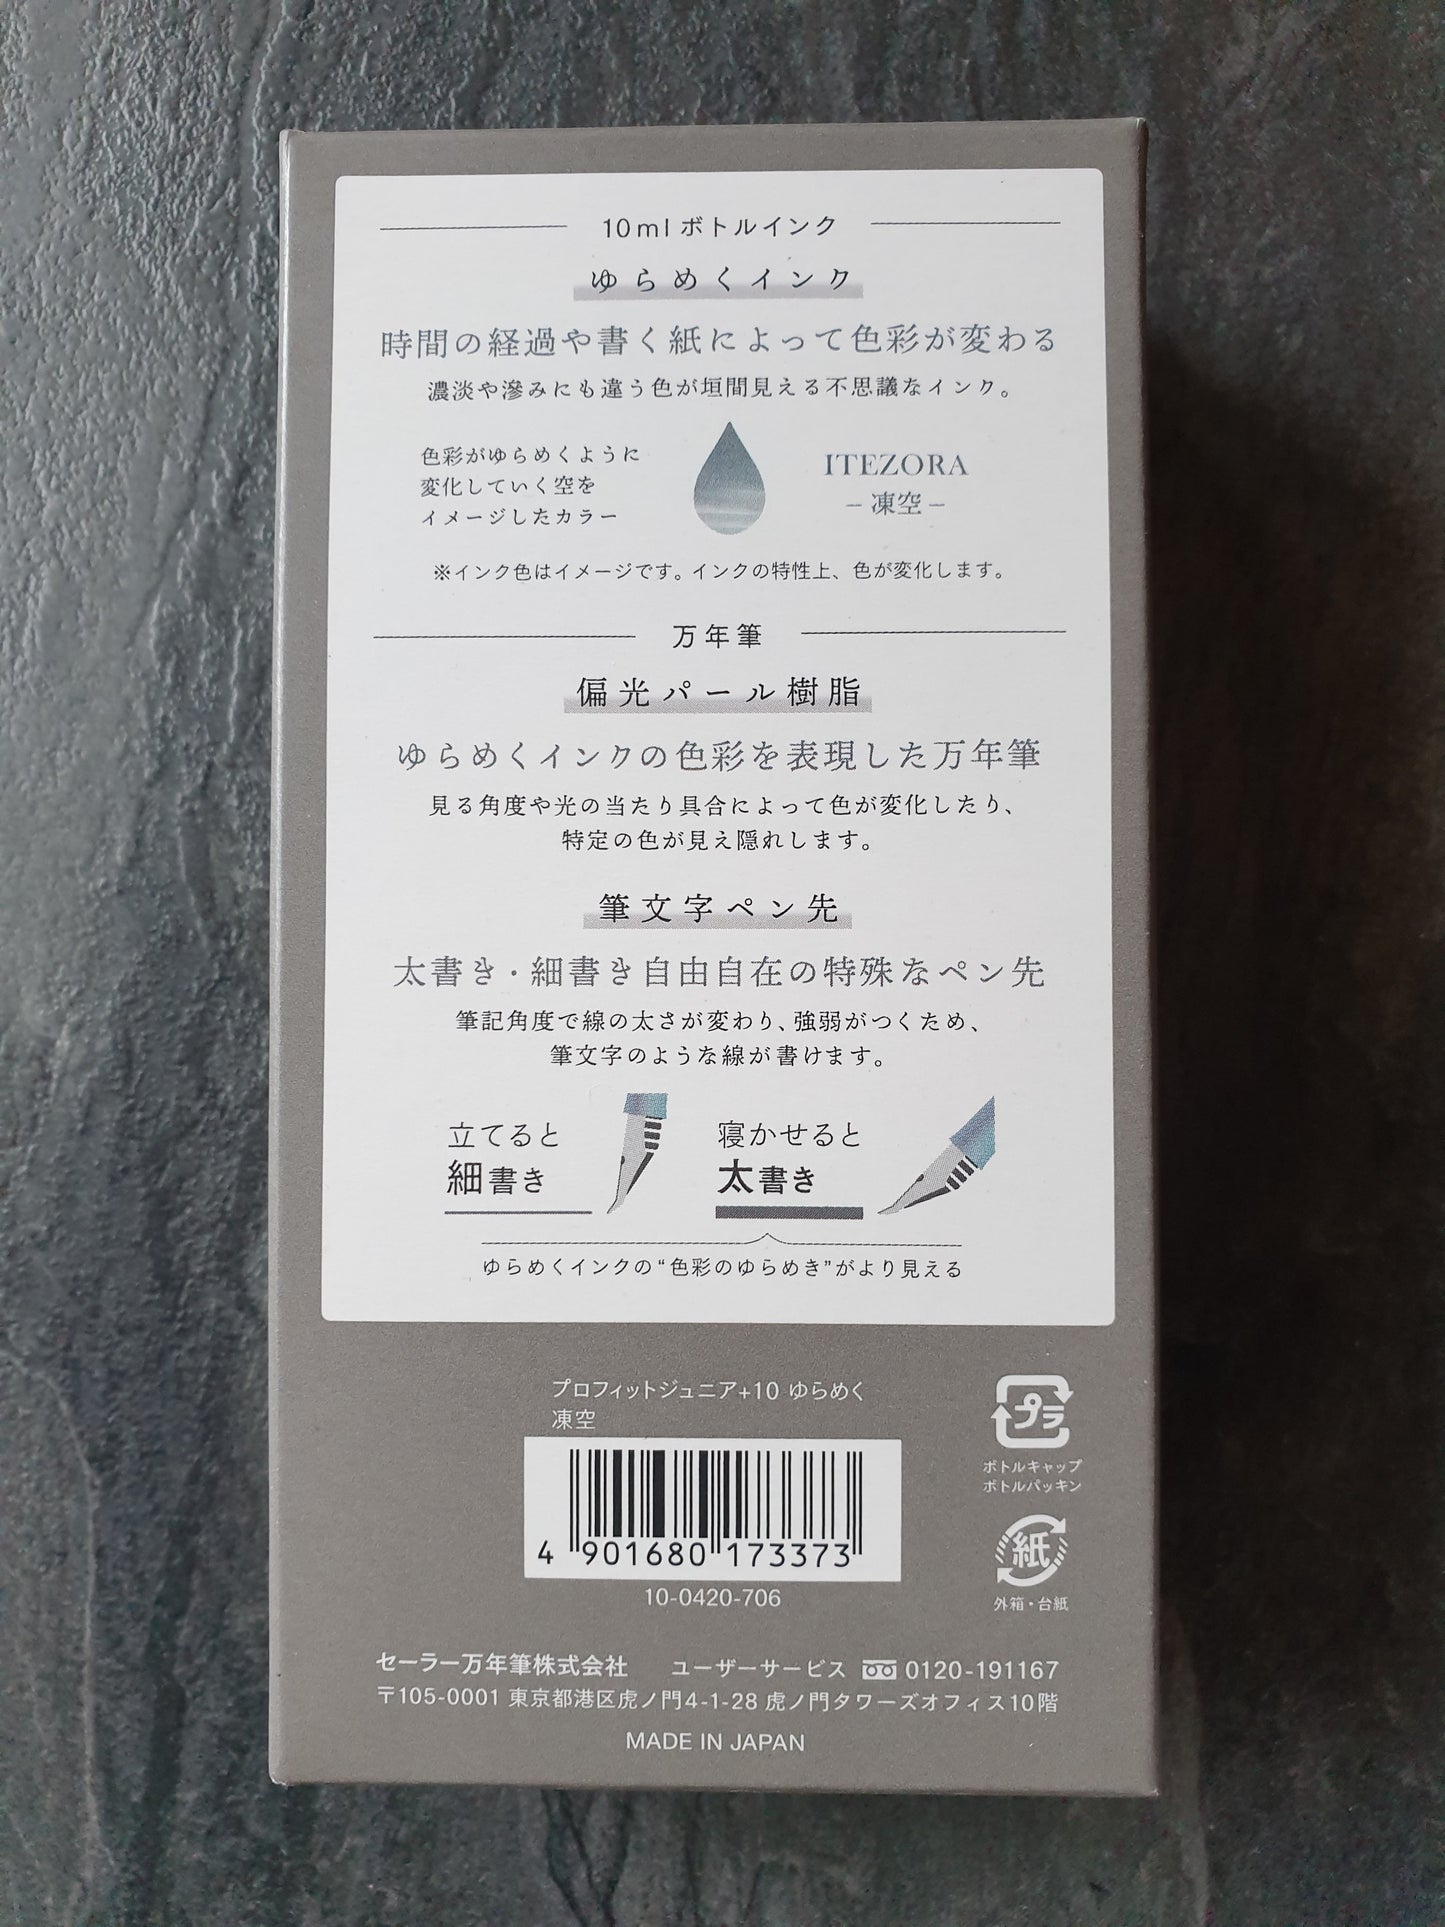 10ml ボトルインク
ゆらめくインク
時間の経過や書く紙によって色彩が変わる
濃淡や滲みにも違う色が垣間見える不思議なインク。
色彩がゆらめくように
変化していく空を
イメージしたカラー
ITEZORA
– 凍空 –
※インク色はイメージです。インクの特性上、色が変化します。
万年筆
偏光パール樹脂
ゆらめくインクの色彩を表現した万年筆
見る角度や光の当たり具合によって色が変化したり、
特定の色が見え隠れします。
筆文字ペン先
太書き・細書き自由自在の特殊なペン先
筆記角度で線の太さが変わり、強弱がつくため、
筆文字のような線が書けます。
立てると
細書き
寝かせると
太書き
ゆらめくインクの“色彩のゆらめき”がより見える
プロフィットジュニア+10 ゆらめく
凍空
4 901680 173373
10-0420-706
プラ
ボトルキャップ
ボトルパッキン
紙
外箱・台紙
セーラー万年筆株式会社 ユーザーサービス 0120-191167
〒105-0001 東京都港区虎ノ門4-1-28 虎ノ門タワーズオフィス10階
MADE IN JAPAN